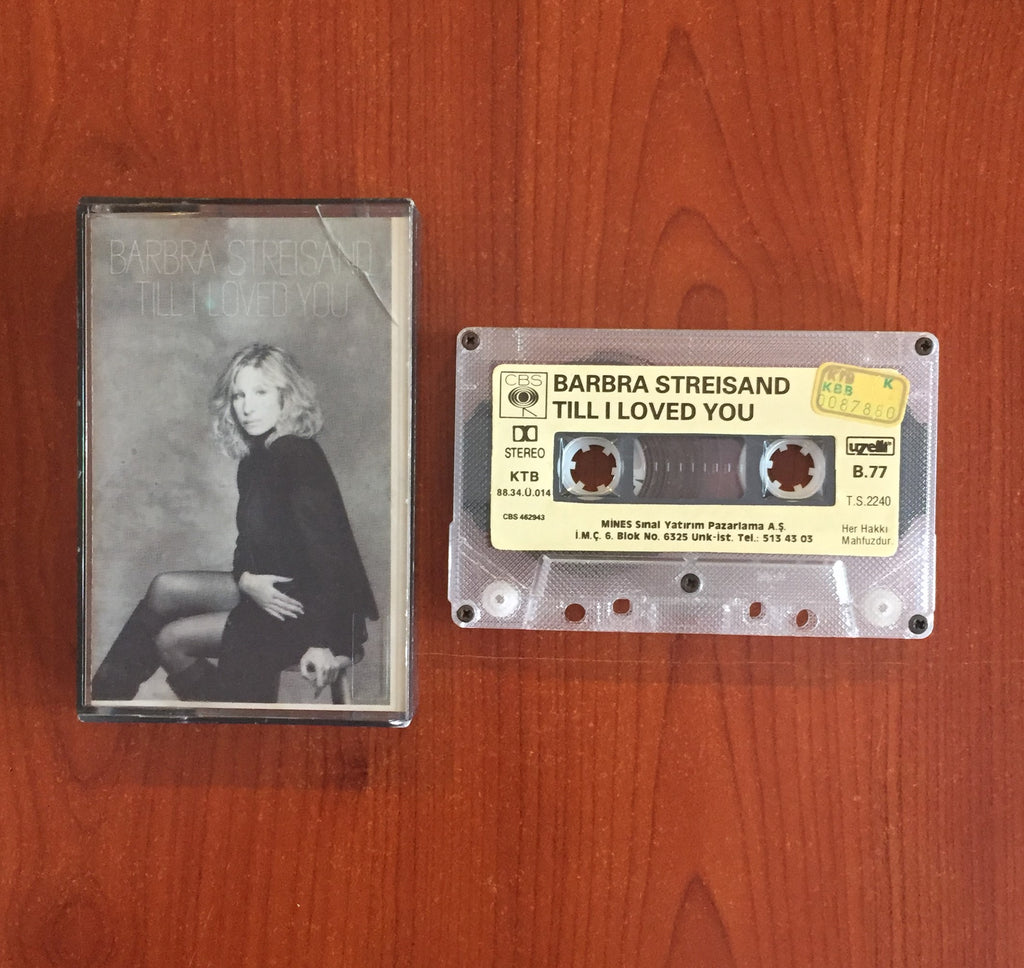 BARBRA STREISAND
TILL I LOVED YOU
CBS
BARBRA STREISAND
TILL I LOVED YOU
KTB
KBB K
0087860
STEREO
uzelli
B.77
KTB
88.34.Ü.014
T.S.2240
CBS 462943
MİNES Sınal Yatırım Pazarlama A.Ş.
İ.M.Ç. 6. Blok No. 6325 Unk-İst. Tel.: 513 43 03
Her Hakkı
Mahfuzdur.